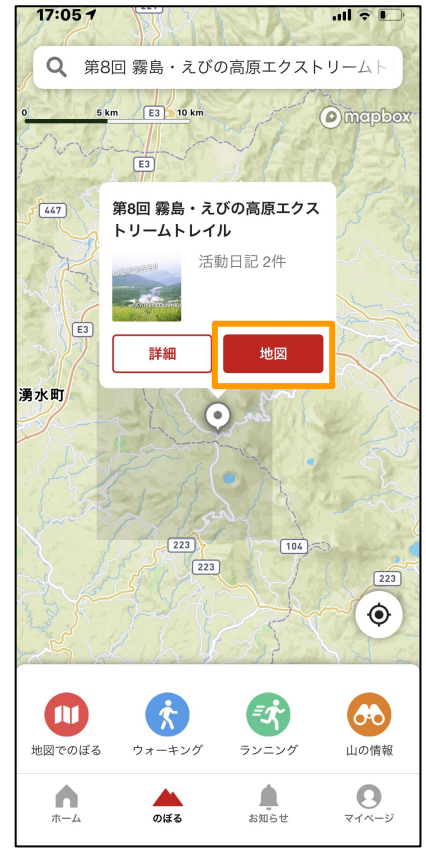 17:05
第8回 霧島・えびの高原エクストリームト
0 5 km E3 10 km
mapbox
E3
447
第8回 霧島・えびの高原エクス
トリームトレイル
活動日記 2件
E3
詳細 地図
湧水町
223
104
223
223
地図でのぼる ウォーキング ランニング 山の情報
ホーム のぼる お知らせ マイページ